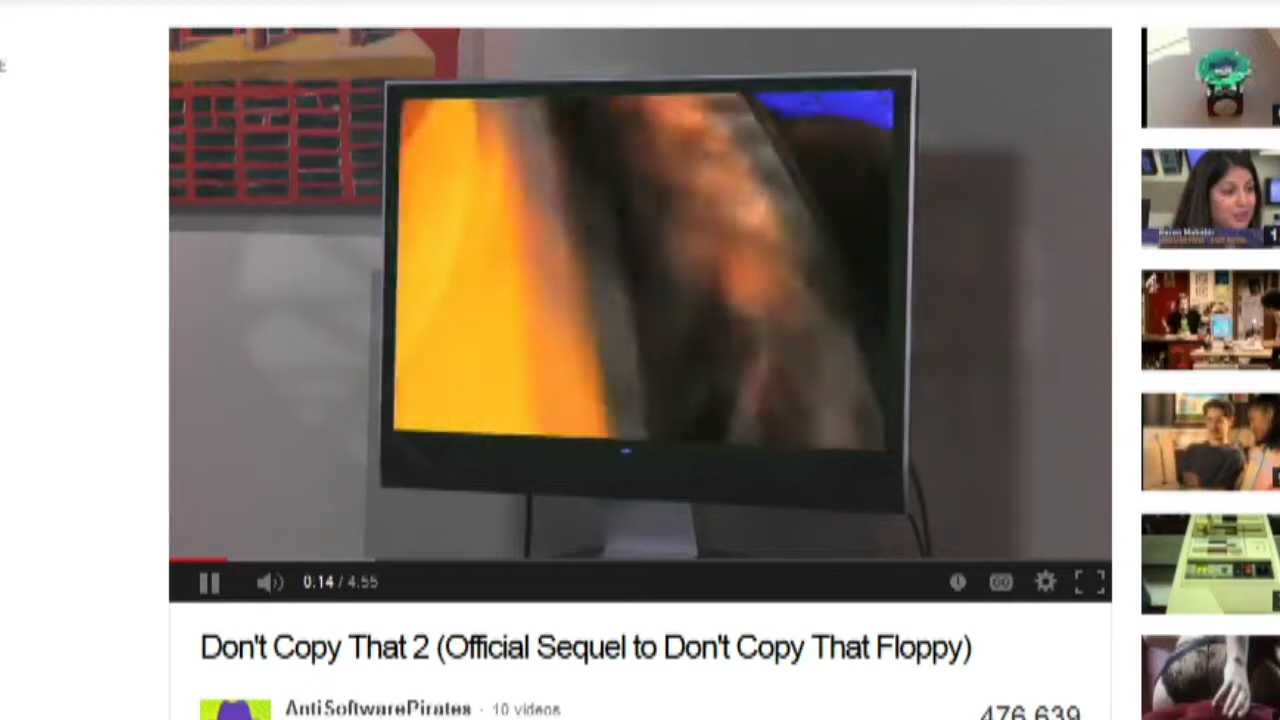 0:14 / 4:55
Don't Copy That 2 (Official Sequel to Don't Copy That Floppy)
AntiSoftwarePirates · 10 videos
476,639